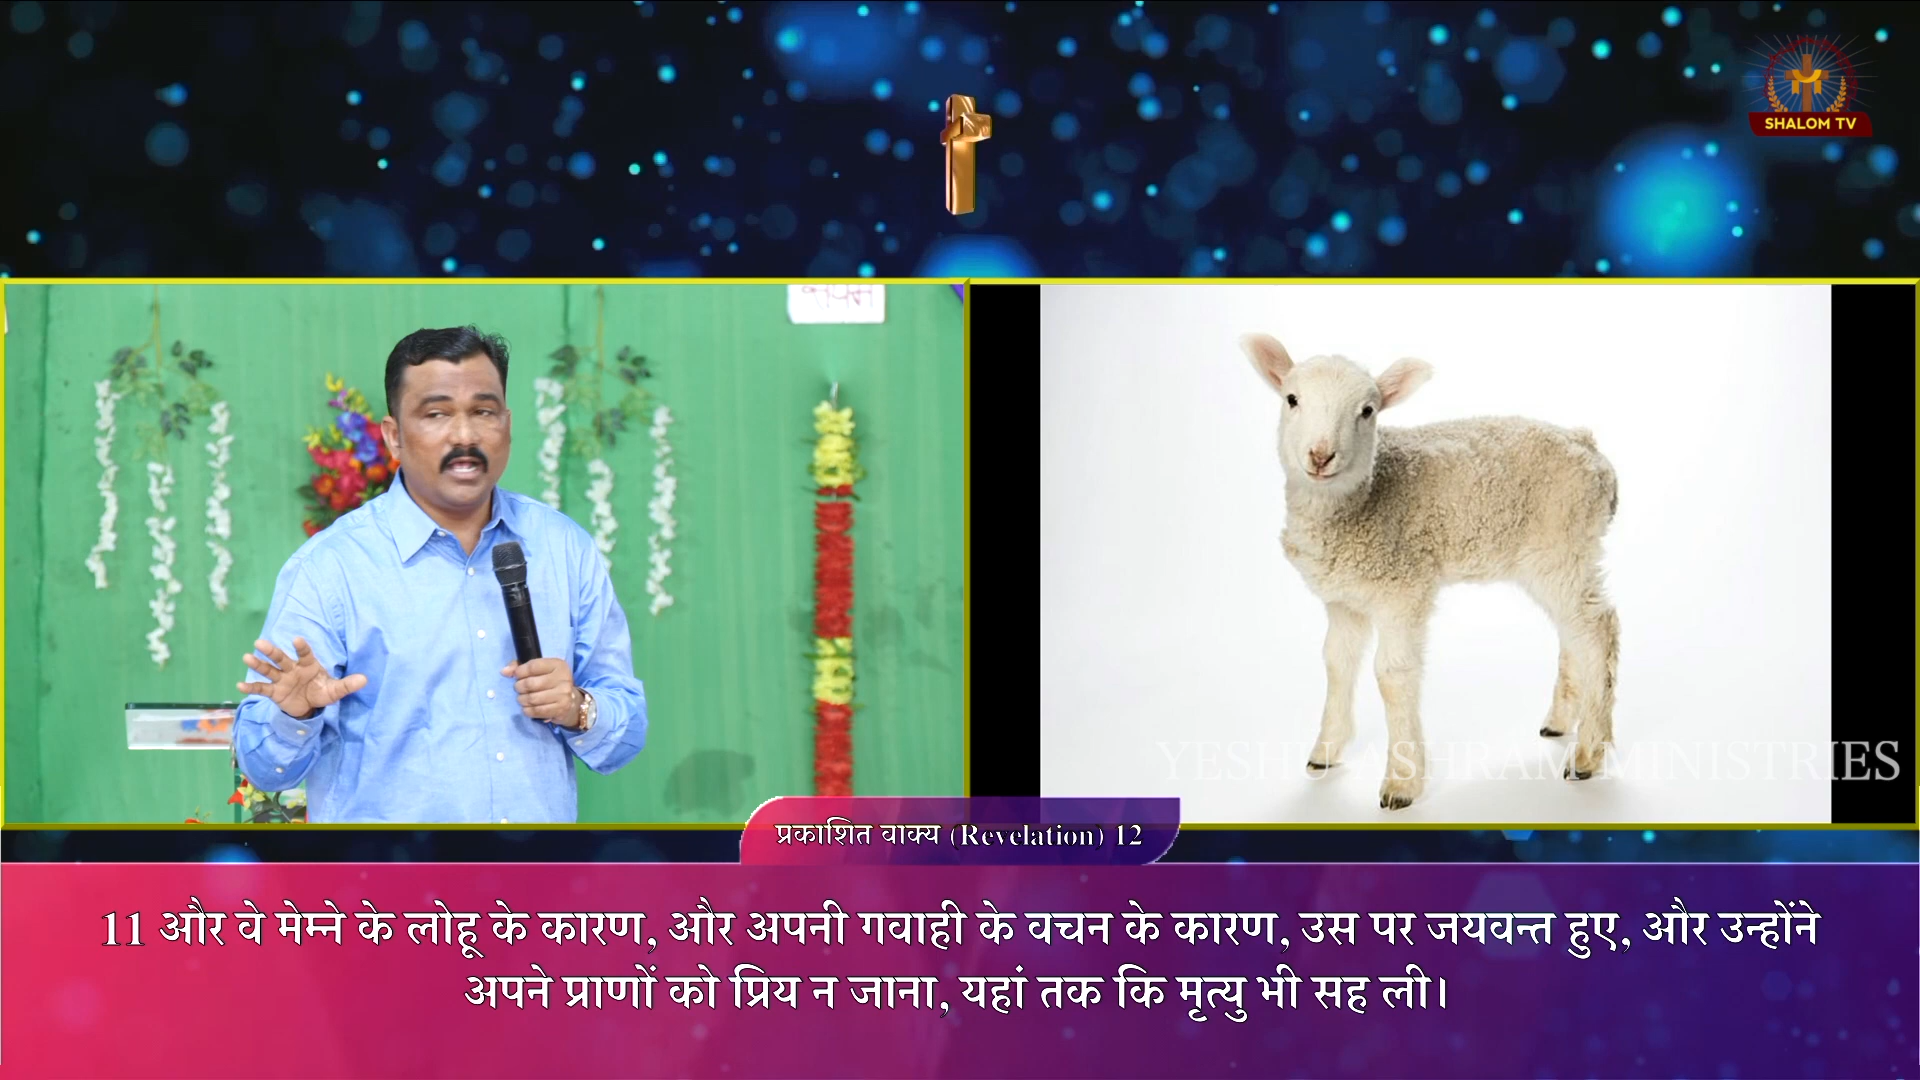 SHALOM TV
YESHU ASHRAM MINISTRIES
प्रकाशित वाक्य (Revelation) 12
11 और वे मेम्ने के लोहू के कारण, और अपनी गवाही के वचन के कारण, उस पर जयवन्त हुए, और उन्होंने
अपने प्राणों को प्रिय न जाना, यहां तक कि मृत्यु भी सह ली।